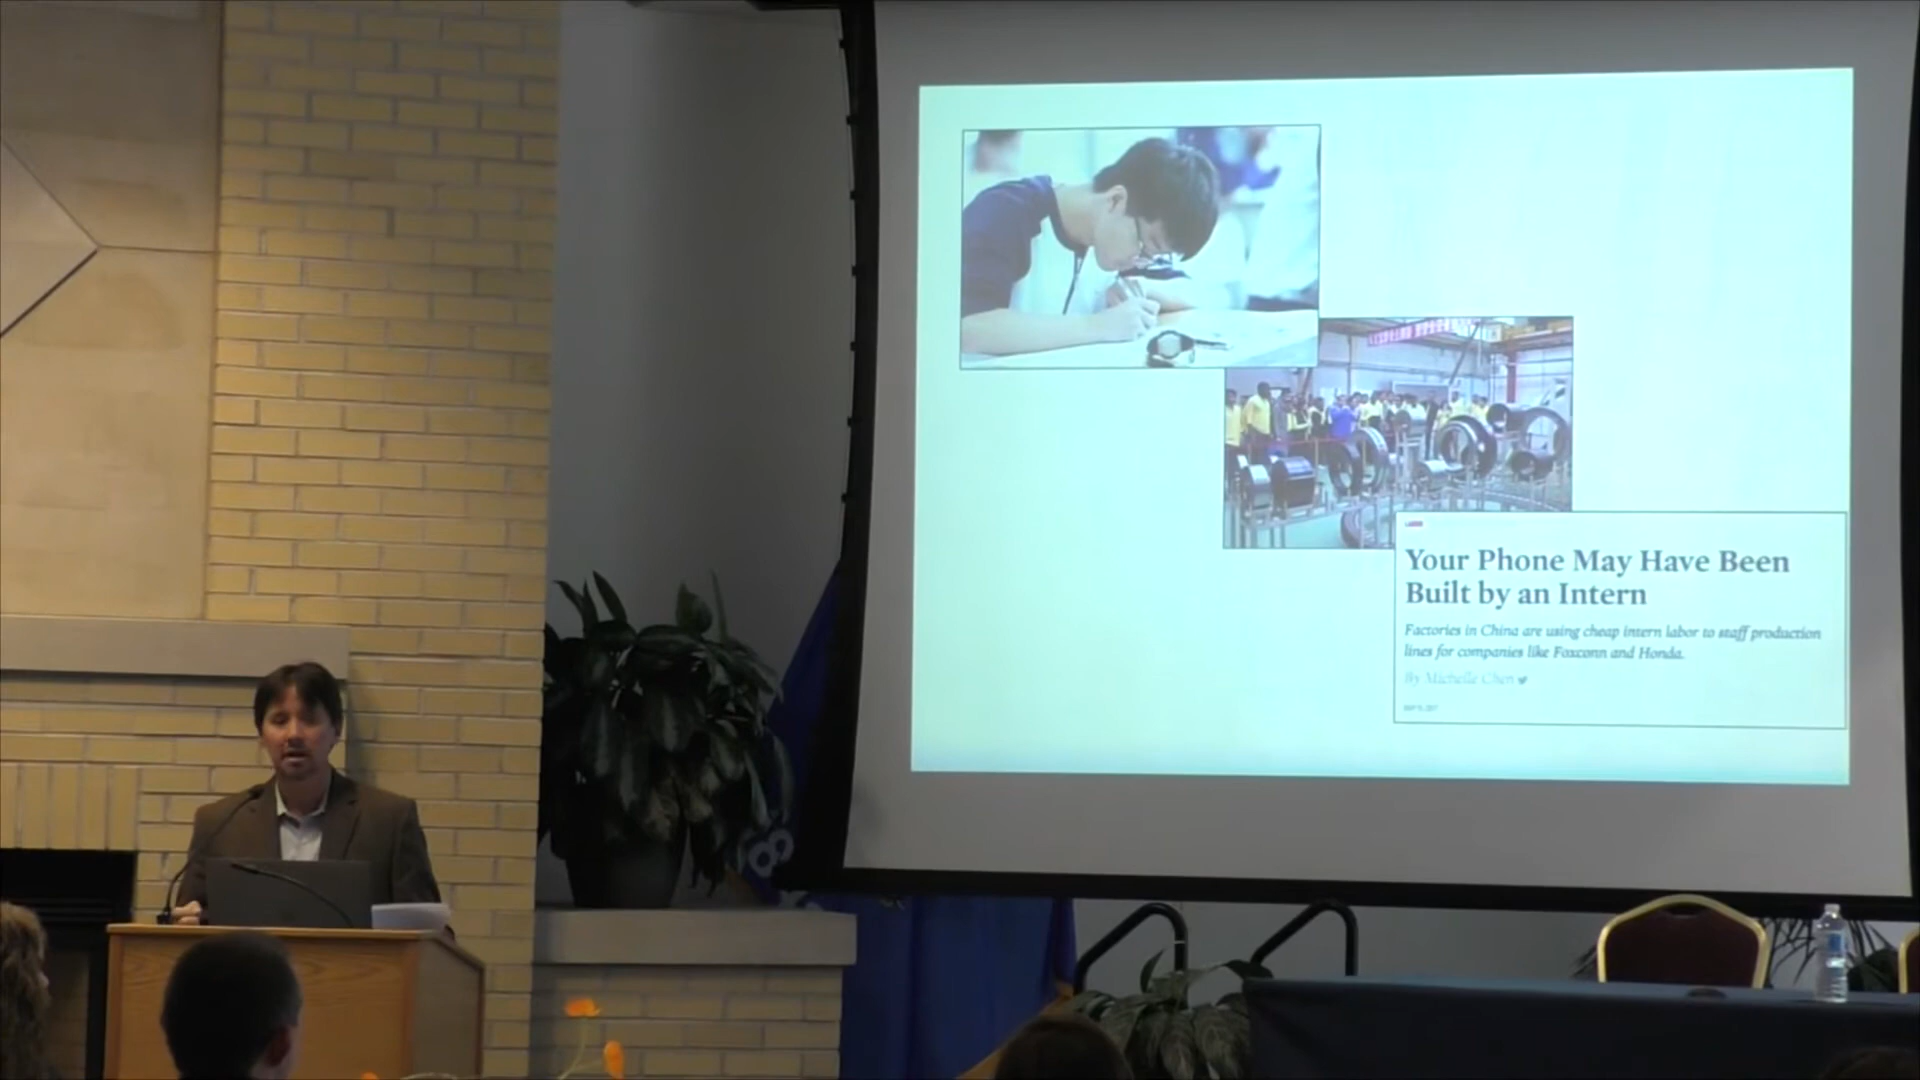 Your Phone May Have Been
Built by an Intern
Factories in China are using cheap intern labor to staff production
lines for companies like Foxconn and Honda.
By Michelle Chen